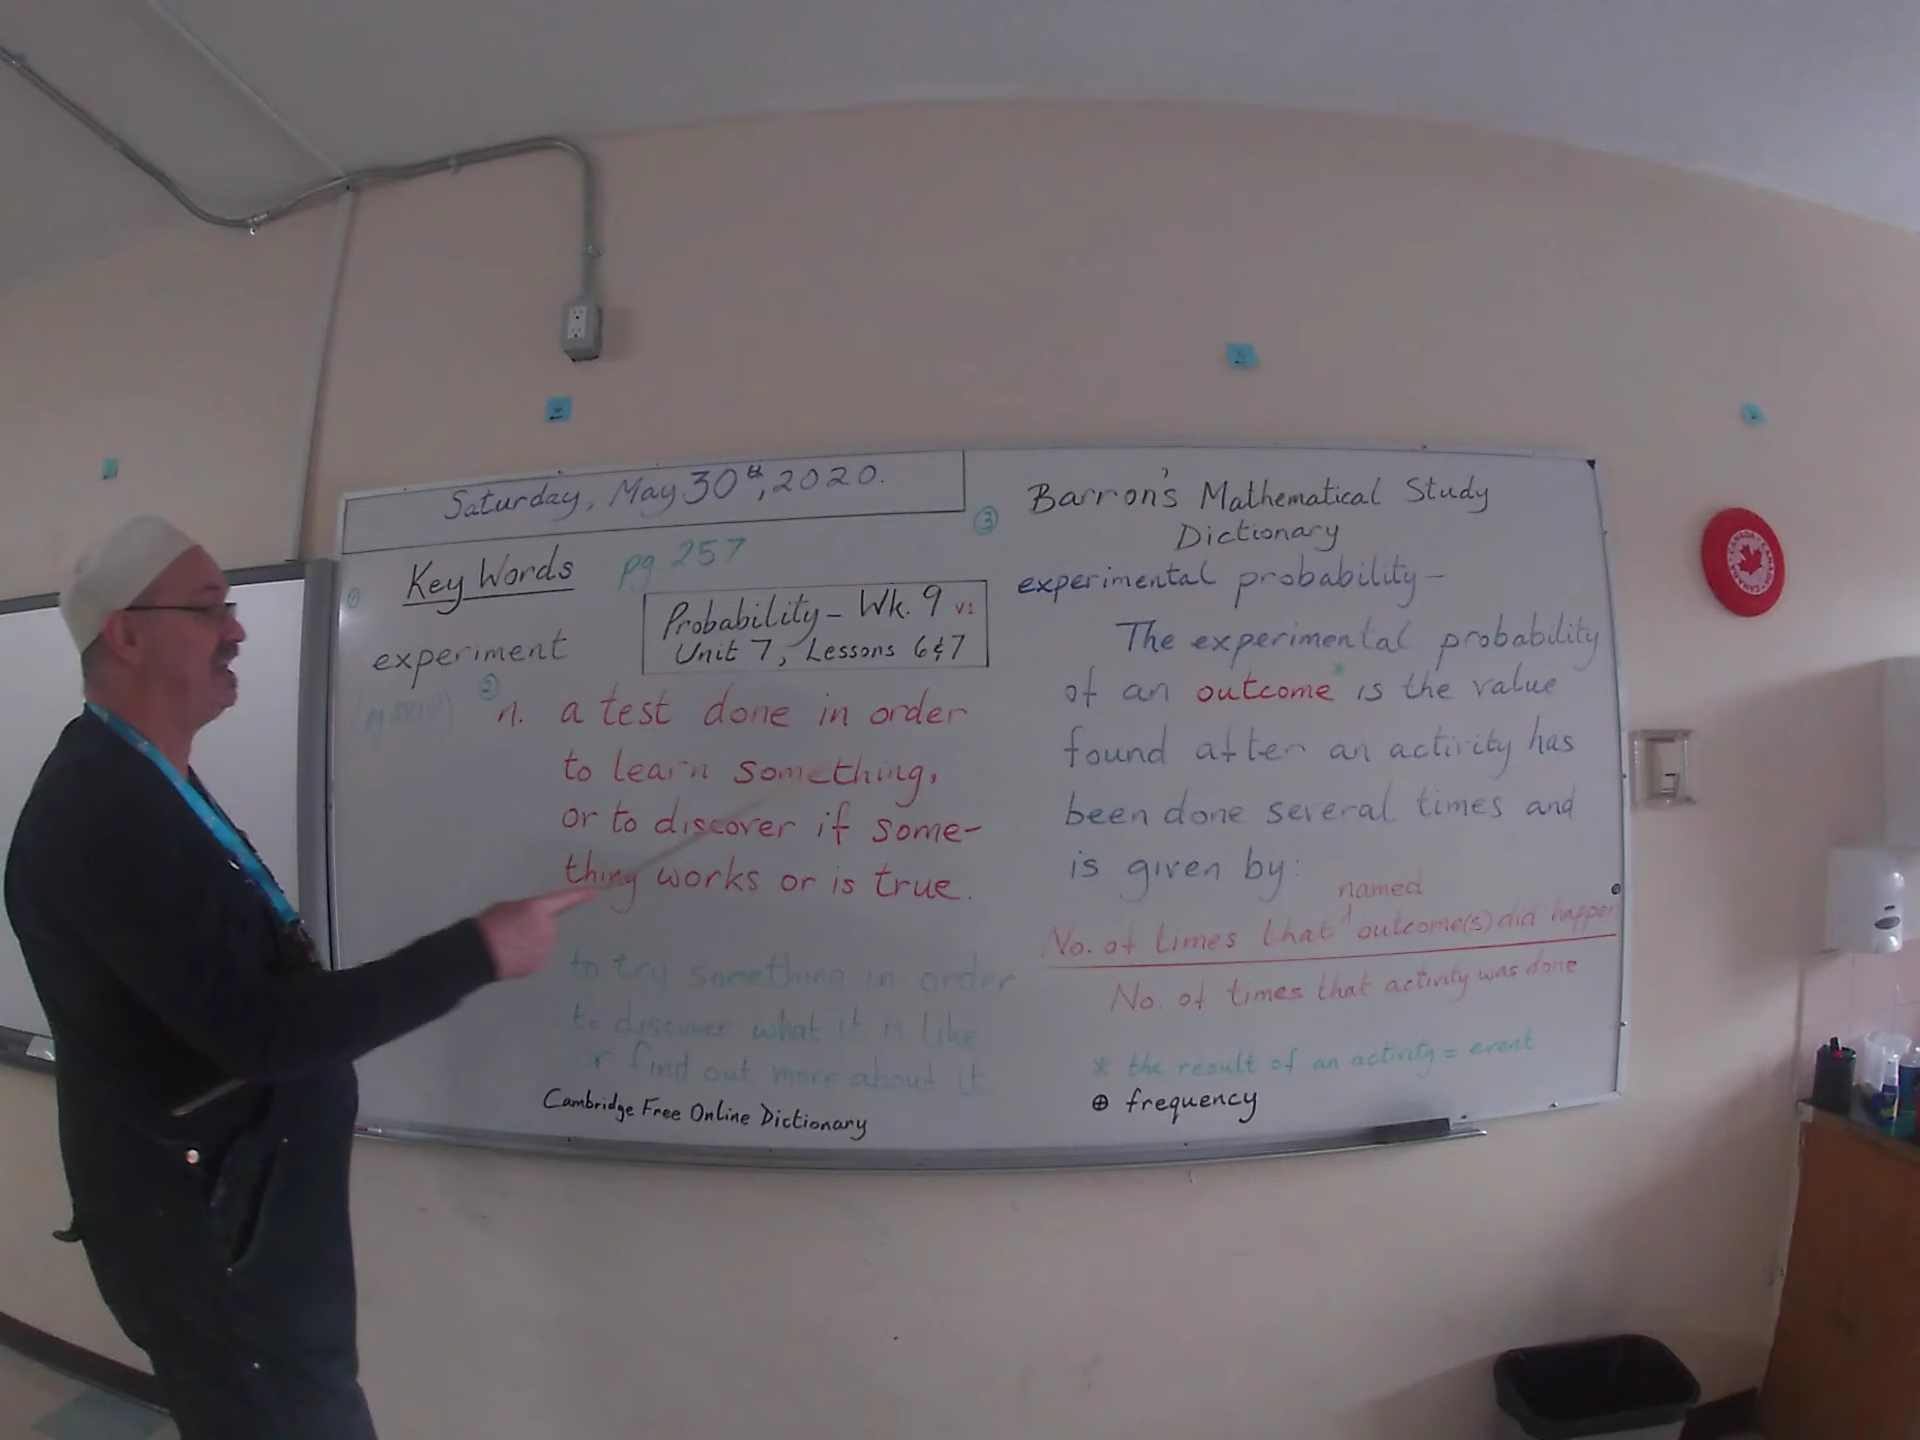 Saturday, May 30th, 2020.
① Key Words pg 257
Probability - Wk. 9 v1
Unit 7, Lessons 6 & 7
experiment
② n. a test done in order
to learn something,
or to discover if some-
thing works or is true.
to try something in order
to discover what it is like
or find out more about it
Cambridge Free Online Dictionary
③ Barron's Mathematical Study
Dictionary
experimental probability -
The experimental probability
of an outcome* is the value
found after an activity has
been done several times and
is given by:
named
No. of times that ^ outcome(s) did happen
No. of times that activity was done
* the result of an activity = event
⊕ frequency
CANADA